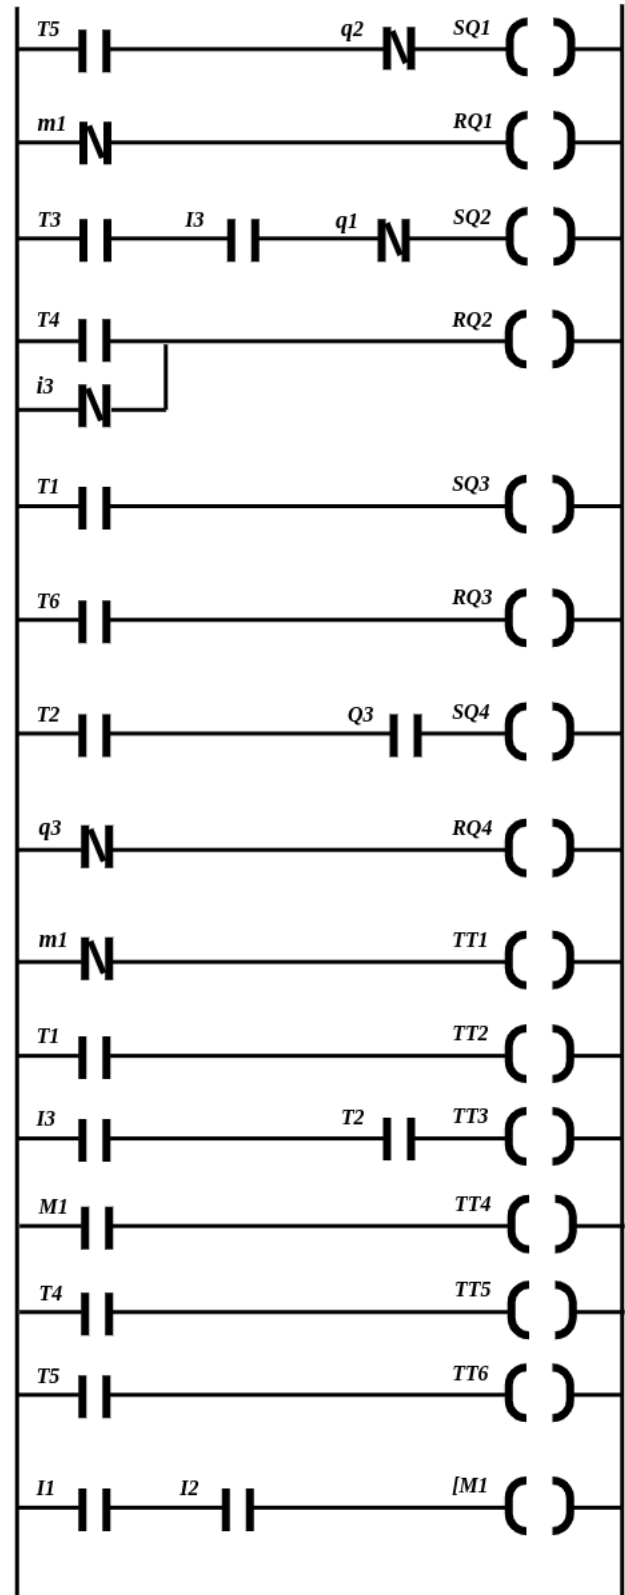 T5 q2 SQ1
m1 RQ1
T3 I3 q1 SQ2
T4 RQ2
i3
T1 SQ3
T6 RQ3
T2 Q3 SQ4
q3 RQ4
m1 TT1
T1 TT2
I3 T2 TT3
M1 TT4
T4 TT5
T5 TT6
I1 I2 [M1